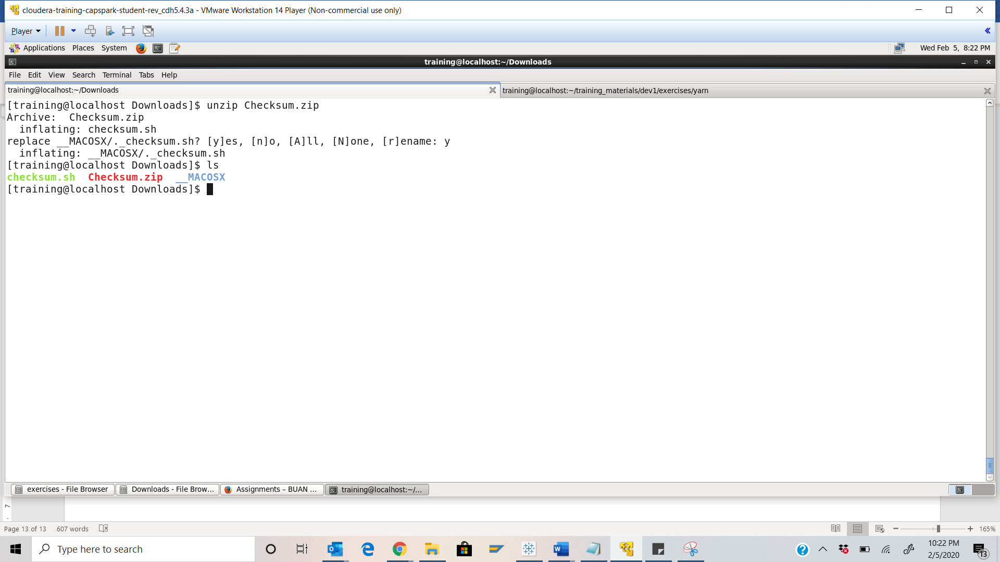 cloudera-training-capspark-student-rev_cdh5.4.3a - VMware Workstation 14 Player (Non-commercial use only)
Player
Applications Places System Wed Feb 5, 8:22 PM
training@localhost:~/Downloads
File Edit View Search Terminal Tabs Help
training@localhost:~/Downloads training@localhost:~/training_materials/dev1/exercises/yarn
[training@localhost Downloads]$ unzip Checksum.zip
Archive:  Checksum.zip
  inflating: checksum.sh
replace __MACOSX/._checksum.sh? [y]es, [n]o, [A]ll, [N]one, [r]ename: y
  inflating: __MACOSX/._checksum.sh
[training@localhost Downloads]$ ls
checksum.sh  Checksum.zip  __MACOSX
[training@localhost Downloads]$
exercises - File Browser Downloads - File Brow... Assignments – BUAN ... training@localhost:~/...
7
Page 13 of 13 607 words 165%
Type here to search
10:22 PM
2/5/2020
13